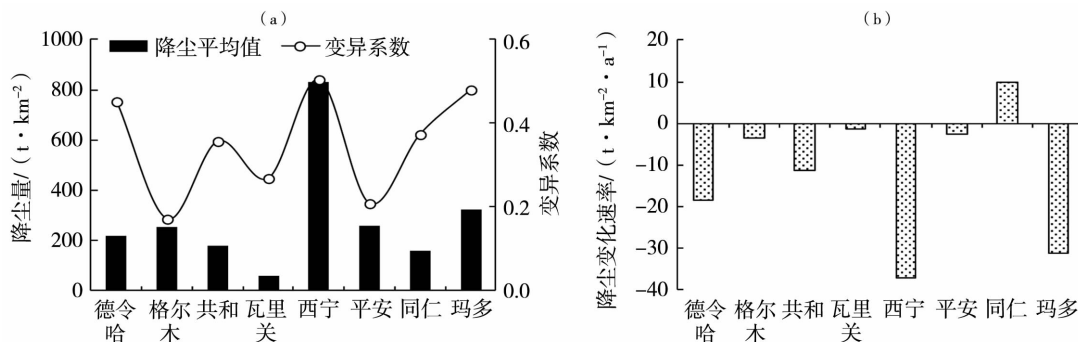 (a)
降尘量/(t·km⁻²)
1000
800
600
400
200
0
降尘平均值
变异系数
0.6
0.4
0.2
0.0
变异系数
德令哈
格尔木
共和
瓦里关
西宁
平安
同仁
玛多
(b)
降尘变化速率/(t·km⁻²·a⁻¹)
20
10
0
-10
-20
-30
-40
德令哈
格尔木
共和
瓦里关
西宁
平安
同仁
玛多